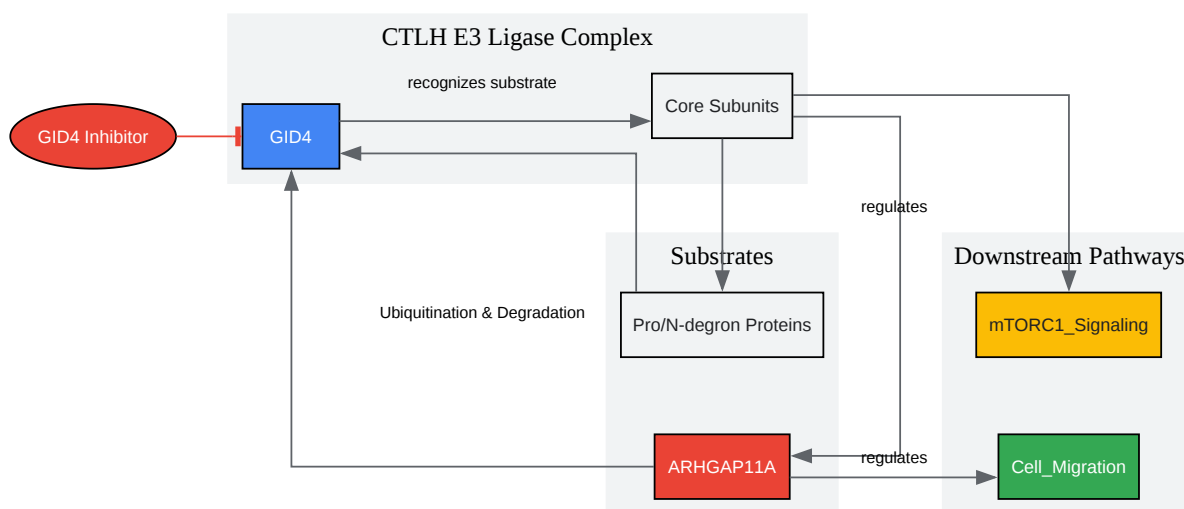 CTLH E3 Ligase Complex
recognizes substrate
Core Subunits
GID4 Inhibitor
GID4
regulates
Substrates
Downstream Pathways
Ubiquitination & Degradation
Pro/N-degron Proteins
mTORC1_Signaling
regulates
ARHGAP11A
Cell_Migration